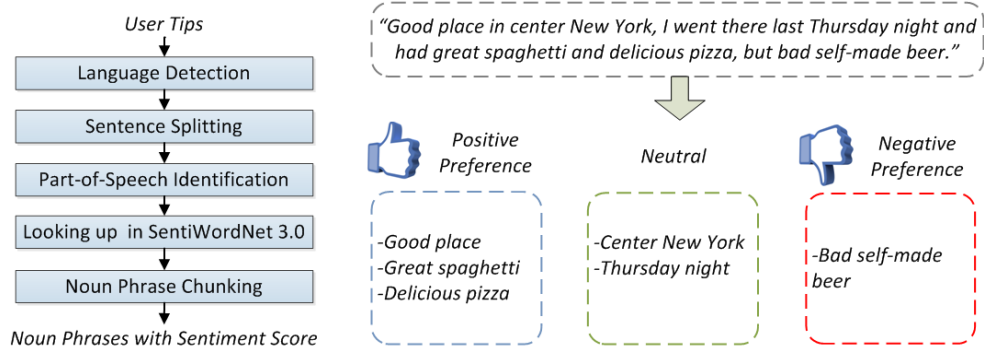 User Tips
Language Detection
Sentence Splitting
Part-of-Speech Identification
Looking up in SentiWordNet 3.0
Noun Phrase Chunking
Noun Phrases with Sentiment Score
“Good place in center New York, I went there last Thursday night and
had great spaghetti and delicious pizza, but bad self-made beer.”
Positive
Preference
Neutral
Negative
Preference
-Good place
-Great spaghetti
-Delicious pizza
-Center New York
-Thursday night
-Bad self-made
beer